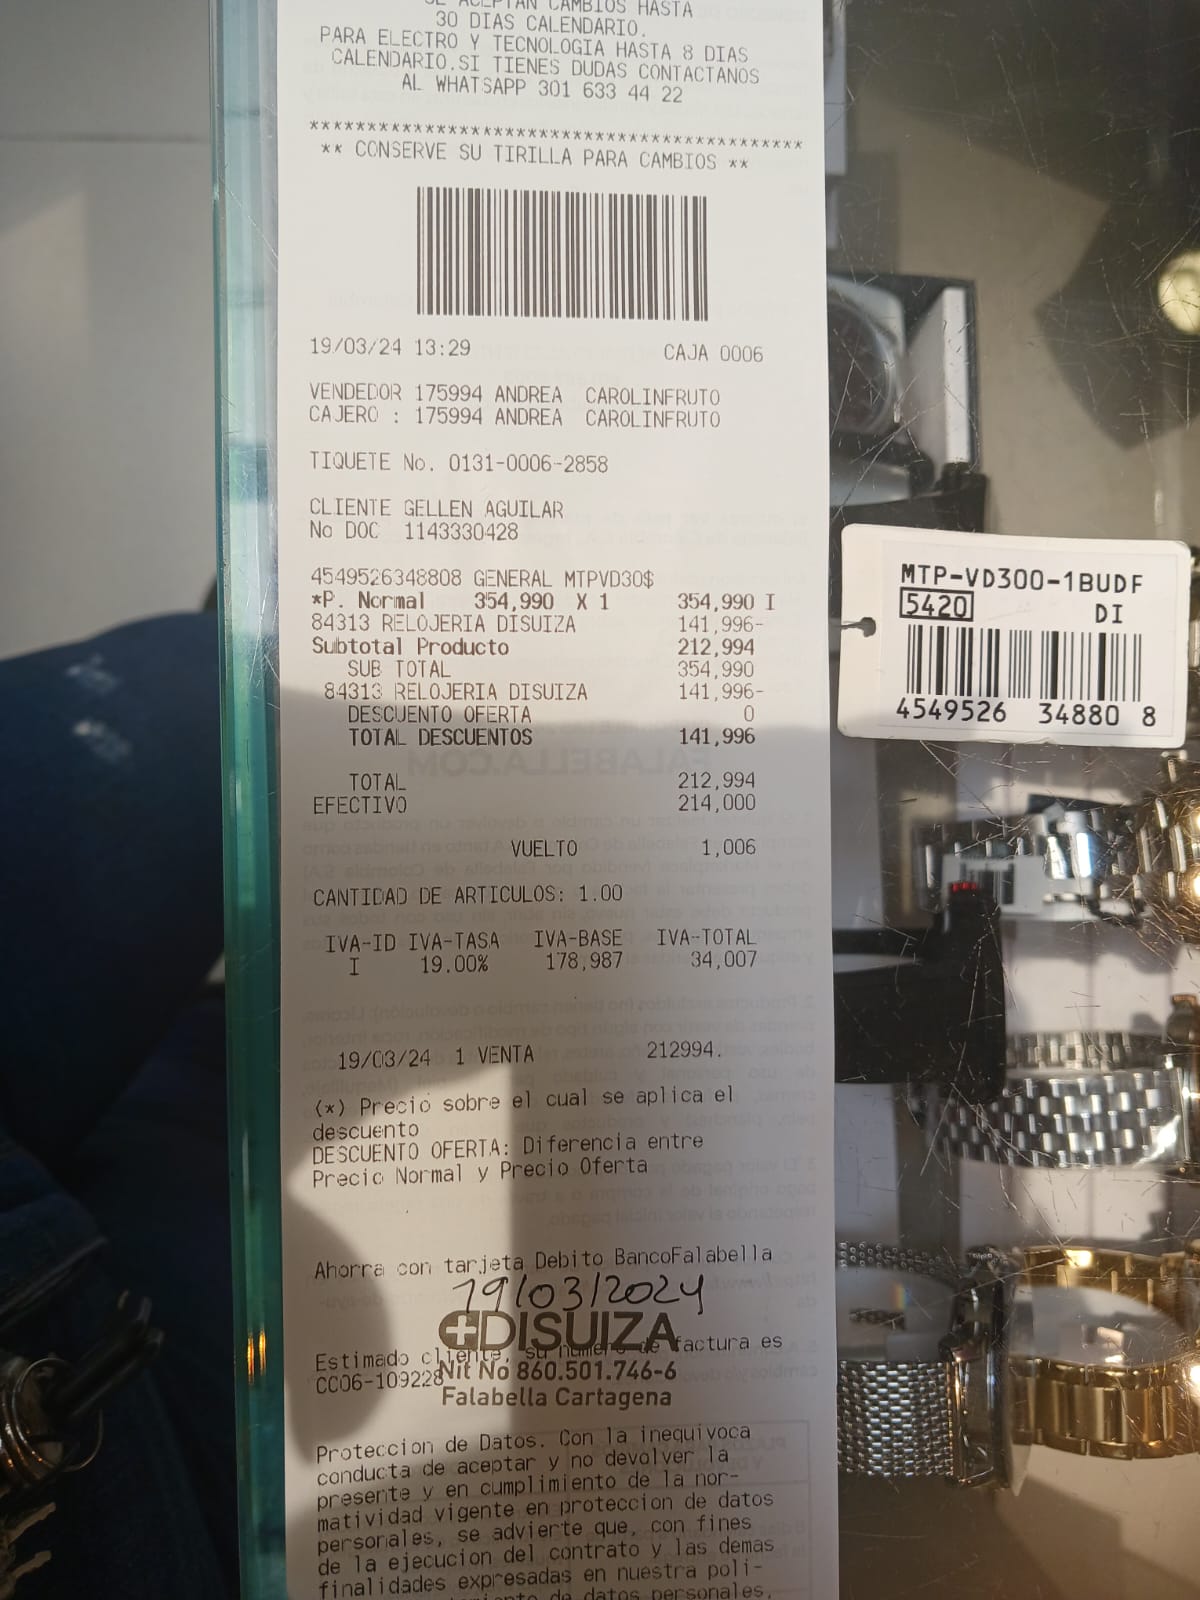 SE ACEPTAN CAMBIOS HASTA
30 DIAS CALENDARIO.
PARA ELECTRO Y TECNOLOGIA HASTA 8 DIAS
CALENDARIO.SI TIENES DUDAS CONTACTANOS
AL WHATSAPP 301 633 44 22
*******************************************
** CONSERVE SU TIRILLA PARA CAMBIOS **
19/03/24 13:29 CAJA 0006
VENDEDOR 175994 ANDREA CAROLINFRUTO
CAJERO : 175994 ANDREA CAROLINFRUTO
TIQUETE No. 0131-0006-2858
CLIENTE GELLEN AGUILAR
No DOC 1143330428
4549526348808 GENERAL MTPVD30$
*P. Normal 354,990 X 1 354,990 I
84313 RELOJERIA DISUIZA 141,996-
Subtotal Producto 212,994
SUB TOTAL 354,990
84313 RELOJERIA DISUIZA 141,996-
DESCUENTO OFERTA 0
TOTAL DESCUENTOS 141,996
TOTAL 212,994
EFECTIVO 214,000
VUELTO 1,006
CANTIDAD DE ARTICULOS: 1.00
IVA-ID IVA-TASA IVA-BASE IVA-TOTAL
I 19.00% 178,987 34,007
19/03/24 1 VENTA 212994.
(*) Precio sobre el cual se aplica el
descuento
DESCUENTO OFERTA: Diferencia entre
Precio Normal y Precio Oferta
Ahorra con tarjeta Debito BancoFalabella
19/03/2024
DISUIZA
Estimado cliente, su numero de factura es
CC06-109228
Nit No 860.501.746-6
Falabella Cartagena
Proteccion de Datos. Con la inequivoca
conducta de aceptar y no devolver la
presente y en cumplimiento de la nor-
matividad vigente en proteccion de datos
personales, se advierte que, con fines
de la ejecucion del contrato y las demas
finalidades expresadas en nuestra poli-
de datos personales,
MTP-VD300-1BUDF
5420 DI
4549526 34880 8